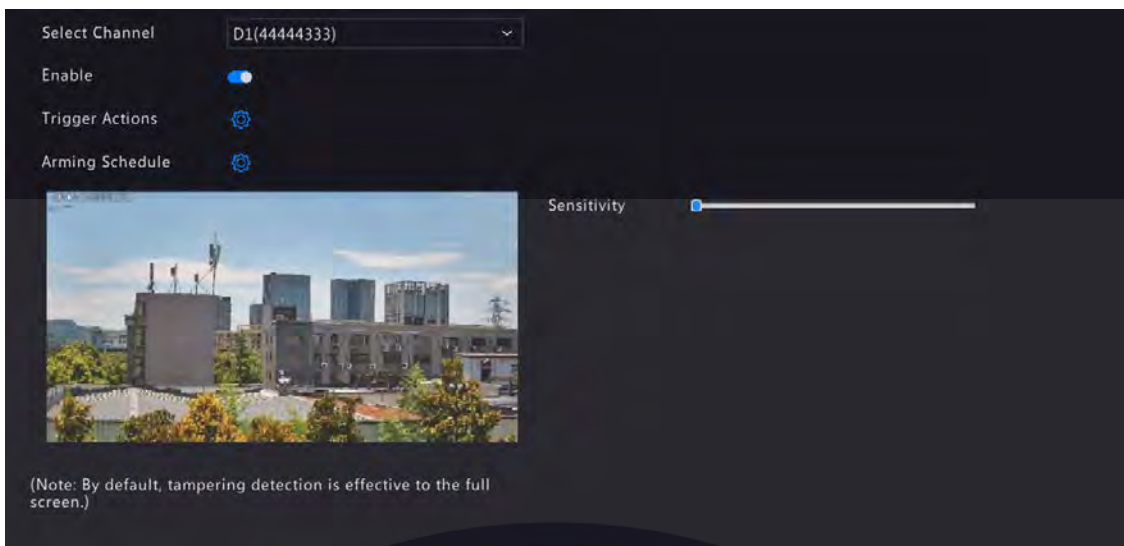 Select Channel D1(44444333)
Enable
Trigger Actions
Arming Schedule
Sensitivity
(Note: By default, tampering detection is effective to the full
screen.)